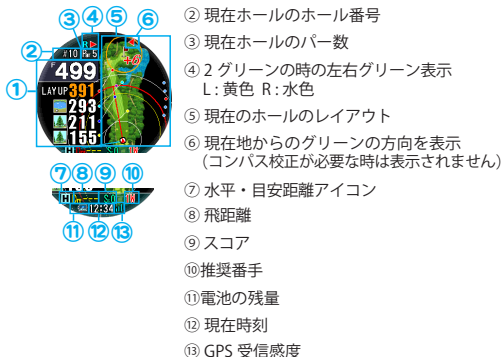 ③ ④ ⑤ ⑥
②
①
R
#10 Par 5
F
499
LAYUP 391
293
211
155
+6
H
1W
⑦ ⑧ ⑨ ⑩
H
1W
12:34
⑪ ⑫ ⑬
② 現在ホールのホール番号
③ 現在ホールのパー数
④ 2 グリーンの時の左右グリーン表示
L : 黄色 R : 水色
⑤ 現在のホールのレイアウト
⑥ 現在地からのグリーンの方向を表示
(コンパス校正が必要な時は表示されません)
⑦ 水平・目安距離アイコン
⑧ 飛距離
⑨ スコア
⑩推奨番手
⑪電池の残量
⑫ 現在時刻
⑬ GPS 受信感度